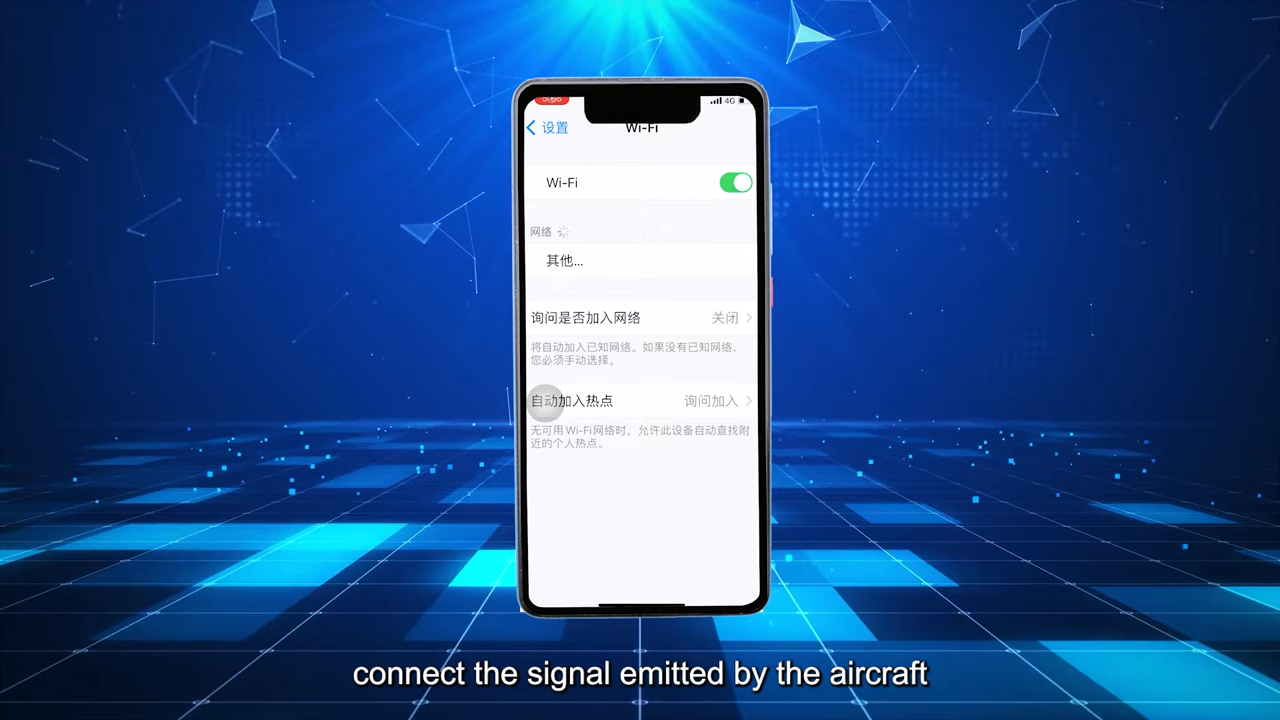 4G
设置
Wi-Fi
Wi-Fi
网络
其他...
询问是否加入网络 关闭
将自动加入已知网络。如果没有已知网络，
您必须手动选择。
自动加入热点 询问加入
无可用 Wi-Fi 网络时，允许此设备自动查找附
近的个人热点。
connect the signal emitted by the aircraft